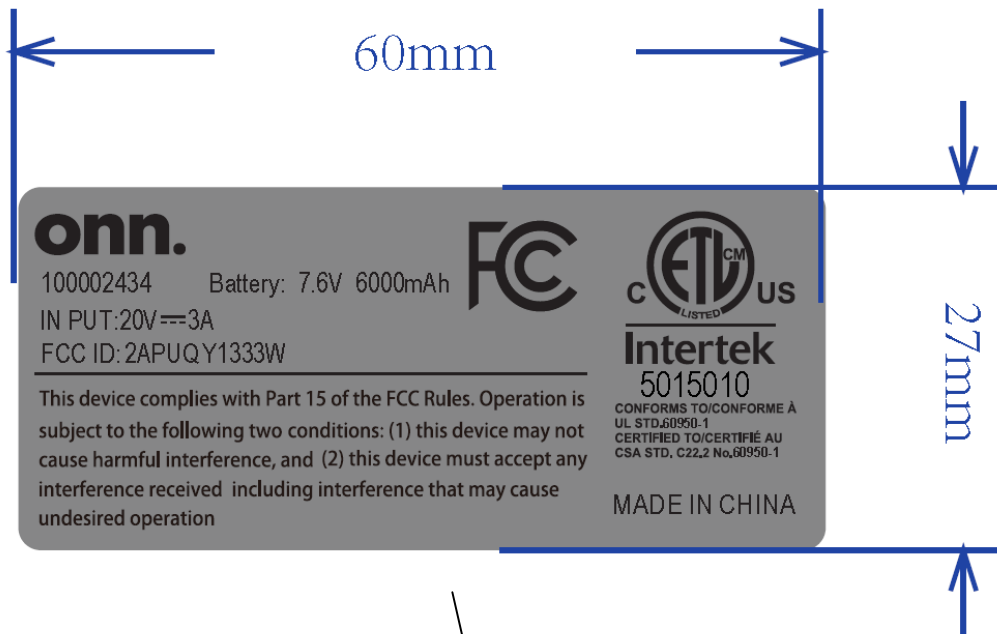 60mm
onn.
100002434 Battery: 7.6V 6000mAh
IN PUT:20V⎓3A
FCC ID: 2APUQY1333W
FC
This device complies with Part 15 of the FCC Rules. Operation is
subject to the following two conditions: (1) this device may not
cause harmful interference, and (2) this device must accept any
interference received including interference that may cause
undesired operation
ETL CM
C LISTED US
Intertek
5015010
CONFORMS TO/CONFORME À
UL STD.60950-1
CERTIFIED TO/CERTIFIÉ AU
CSA STD, C22.2 No.60950-1
MADE IN CHINA
27mm